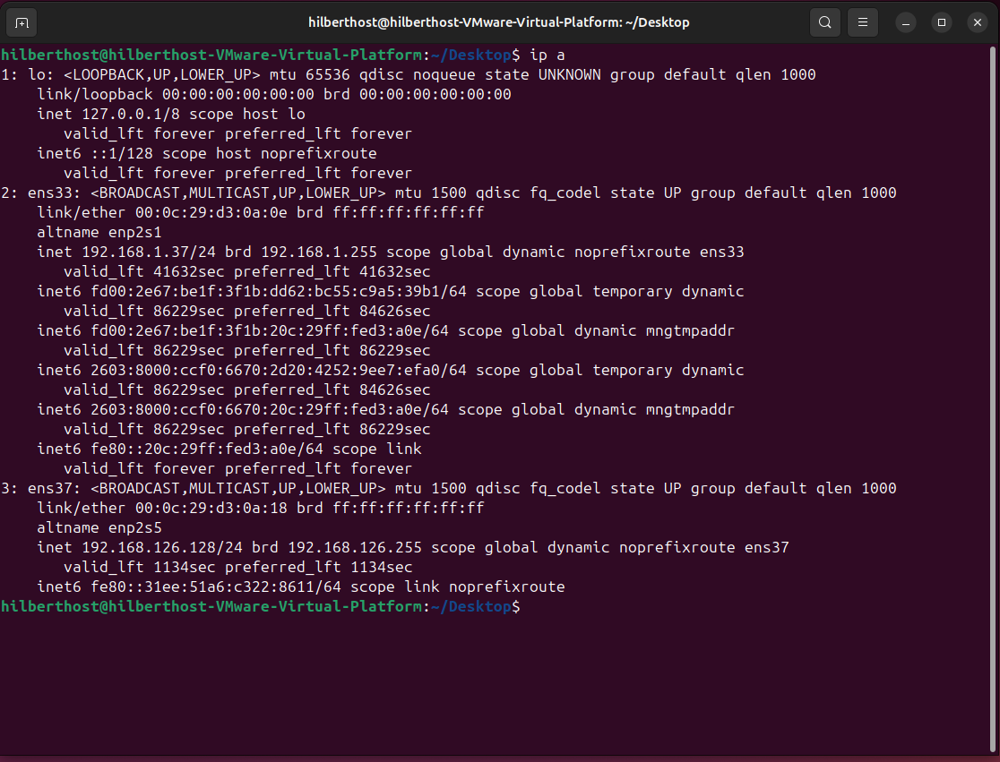 hilberthost@hilberthost-VMware-Virtual-Platform: ~/Desktop
hilberthost@hilberthost-VMware-Virtual-Platform:~/Desktop$ ip a
1: lo: <LOOPBACK,UP,LOWER_UP> mtu 65536 qdisc noqueue state UNKNOWN group default qlen 1000
    link/loopback 00:00:00:00:00:00 brd 00:00:00:00:00:00
    inet 127.0.0.1/8 scope host lo
       valid_lft forever preferred_lft forever
    inet6 ::1/128 scope host noprefixroute
       valid_lft forever preferred_lft forever
2: ens33: <BROADCAST,MULTICAST,UP,LOWER_UP> mtu 1500 qdisc fq_codel state UP group default qlen 1000
    link/ether 00:0c:29:d3:0a:0e brd ff:ff:ff:ff:ff:ff
    altname enp2s1
    inet 192.168.1.37/24 brd 192.168.1.255 scope global dynamic noprefixroute ens33
       valid_lft 41632sec preferred_lft 41632sec
    inet6 fd00:2e67:be1f:3f1b:dd62:bc55:c9a5:39b1/64 scope global temporary dynamic
       valid_lft 86229sec preferred_lft 84626sec
    inet6 fd00:2e67:be1f:3f1b:20c:29ff:fed3:a0e/64 scope global dynamic mngtmpaddr
       valid_lft 86229sec preferred_lft 86229sec
    inet6 2603:8000:ccf0:6670:2d20:4252:9ee7:efa0/64 scope global temporary dynamic
       valid_lft 86229sec preferred_lft 84626sec
    inet6 2603:8000:ccf0:6670:20c:29ff:fed3:a0e/64 scope global dynamic mngtmpaddr
       valid_lft 86229sec preferred_lft 86229sec
    inet6 fe80::20c:29ff:fed3:a0e/64 scope link
       valid_lft forever preferred_lft forever
3: ens37: <BROADCAST,MULTICAST,UP,LOWER_UP> mtu 1500 qdisc fq_codel state UP group default qlen 1000
    link/ether 00:0c:29:d3:0a:18 brd ff:ff:ff:ff:ff:ff
    altname enp2s5
    inet 192.168.126.128/24 brd 192.168.126.255 scope global dynamic noprefixroute ens37
       valid_lft 1134sec preferred_lft 1134sec
    inet6 fe80::31ee:51a6:c322:8611/64 scope link noprefixroute
hilberthost@hilberthost-VMware-Virtual-Platform:~/Desktop$